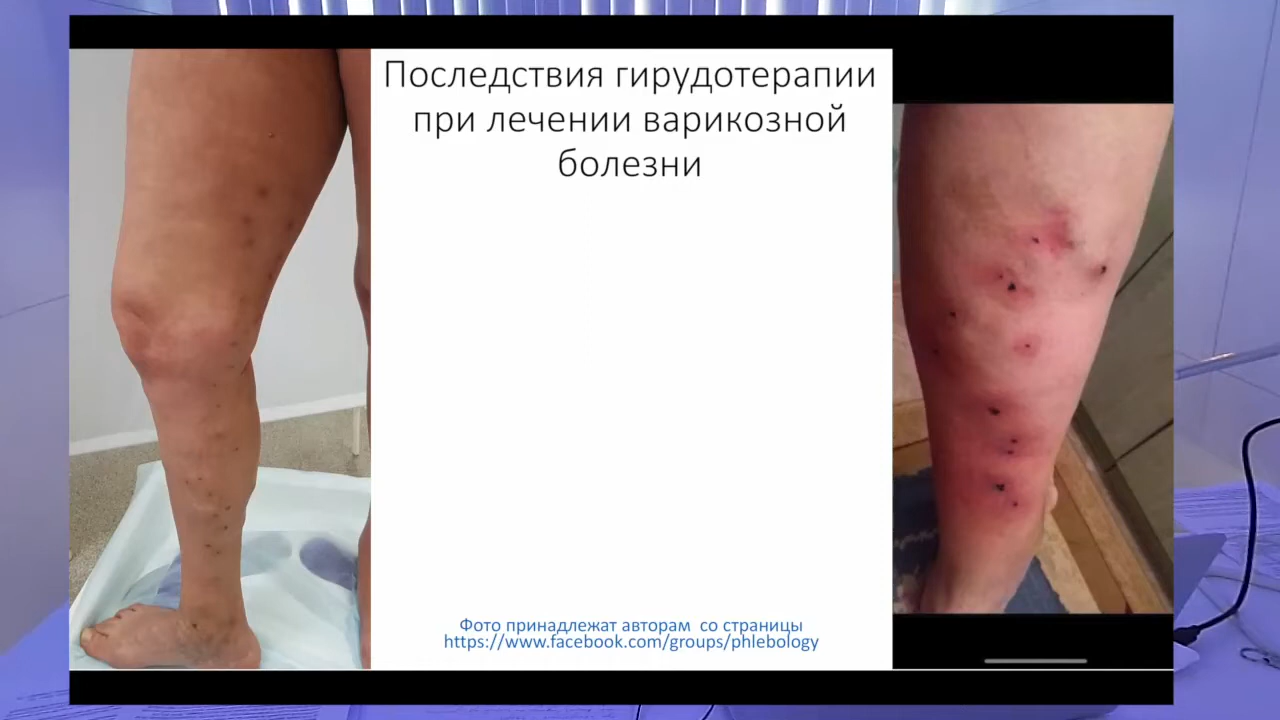 Последствия гирудотерапии
при лечении варикозной
болезни
Фото принадлежат авторам со страницы
https://www.facebook.com/groups/phlebology